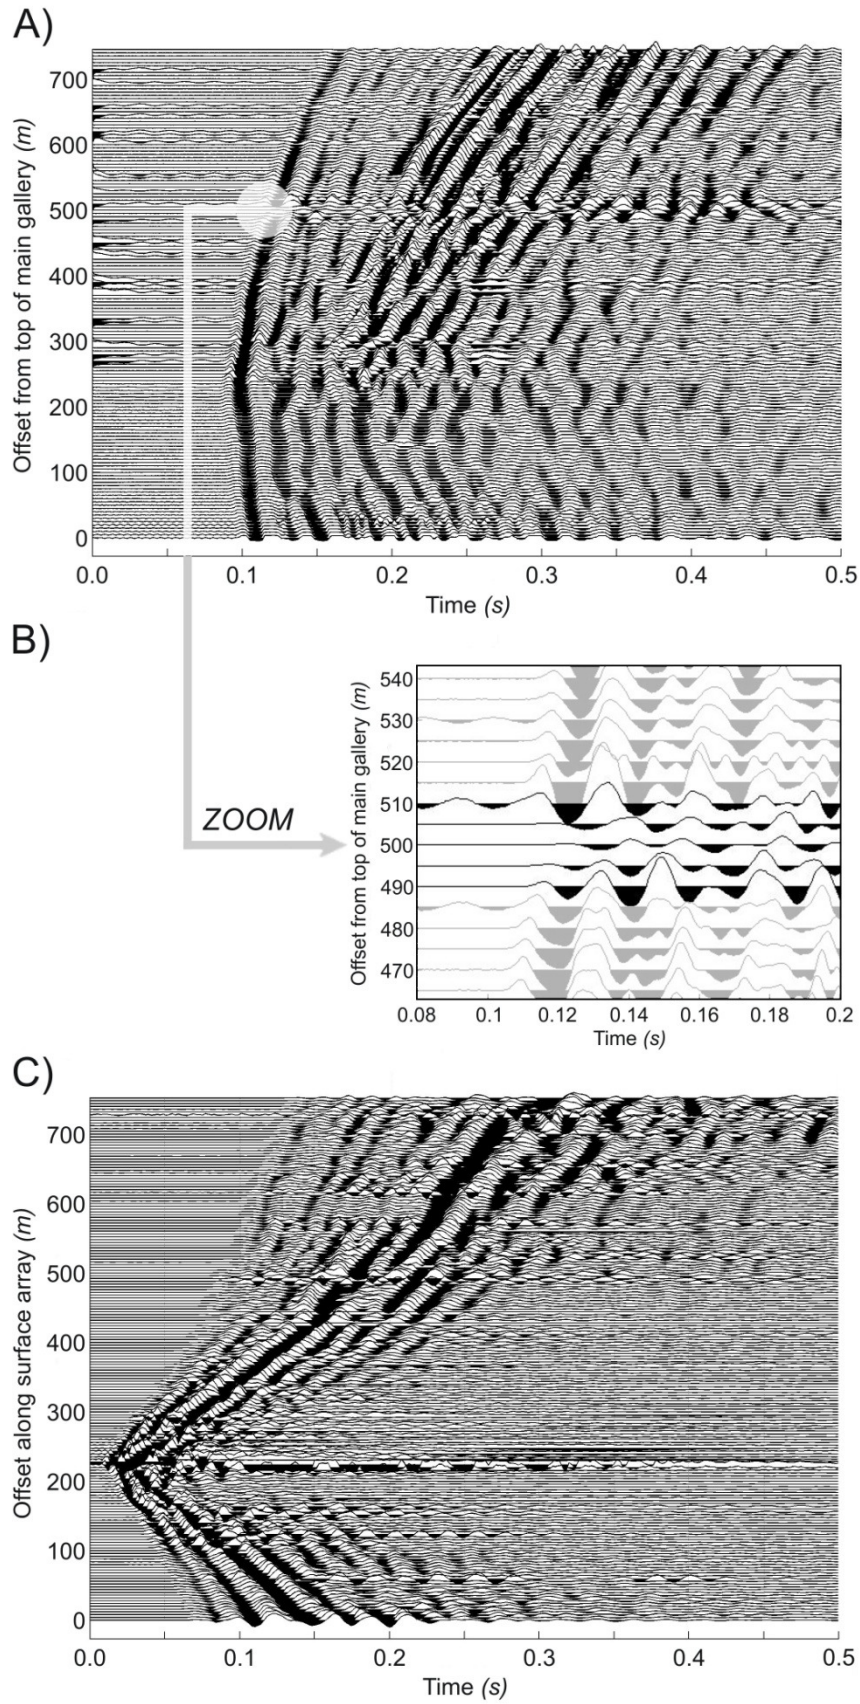 A)
Offset from top of main gallery (m)
700
600
500
400
300
200
100
0
0.0 0.1 0.2 0.3 0.4 0.5
Time (s)
B)
ZOOM
Offset from top of main gallery (m)
540
530
520
510
500
490
480
470
0.08 0.1 0.12 0.14 0.16 0.18 0.2
Time (s)
C)
Offset along surface array (m)
700
600
500
400
300
200
100
0
0.0 0.1 0.2 0.3 0.4 0.5
Time (s)